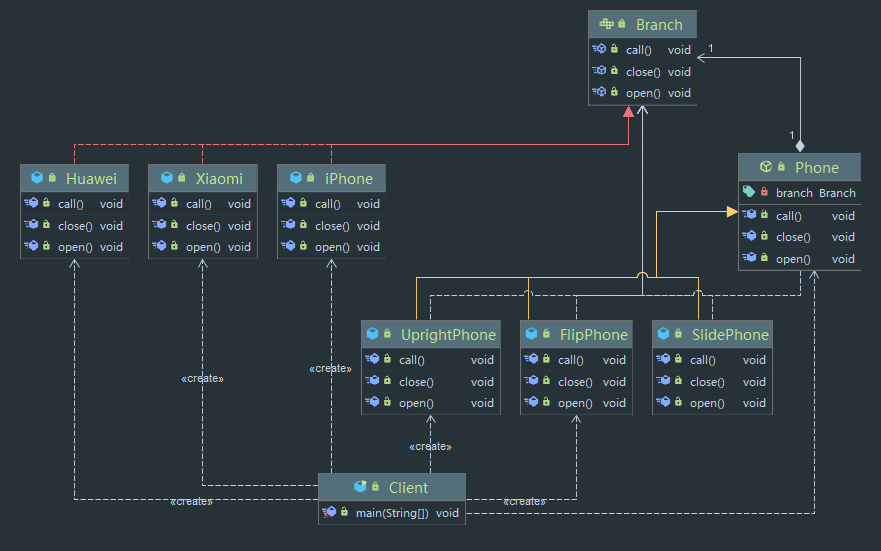 Branch
call() void
close() void
open() void
1
1
Phone
branch Branch
call() void
close() void
open() void
Huawei
call() void
close() void
open() void
Xiaomi
call() void
close() void
open() void
iPhone
call() void
close() void
open() void
UprightPhone
call() void
close() void
open() void
FlipPhone
call() void
close() void
open() void
SlidePhone
call() void
close() void
open() void
«create»
«create»
«create»
«create»
«create»
Client
main(String[]) void